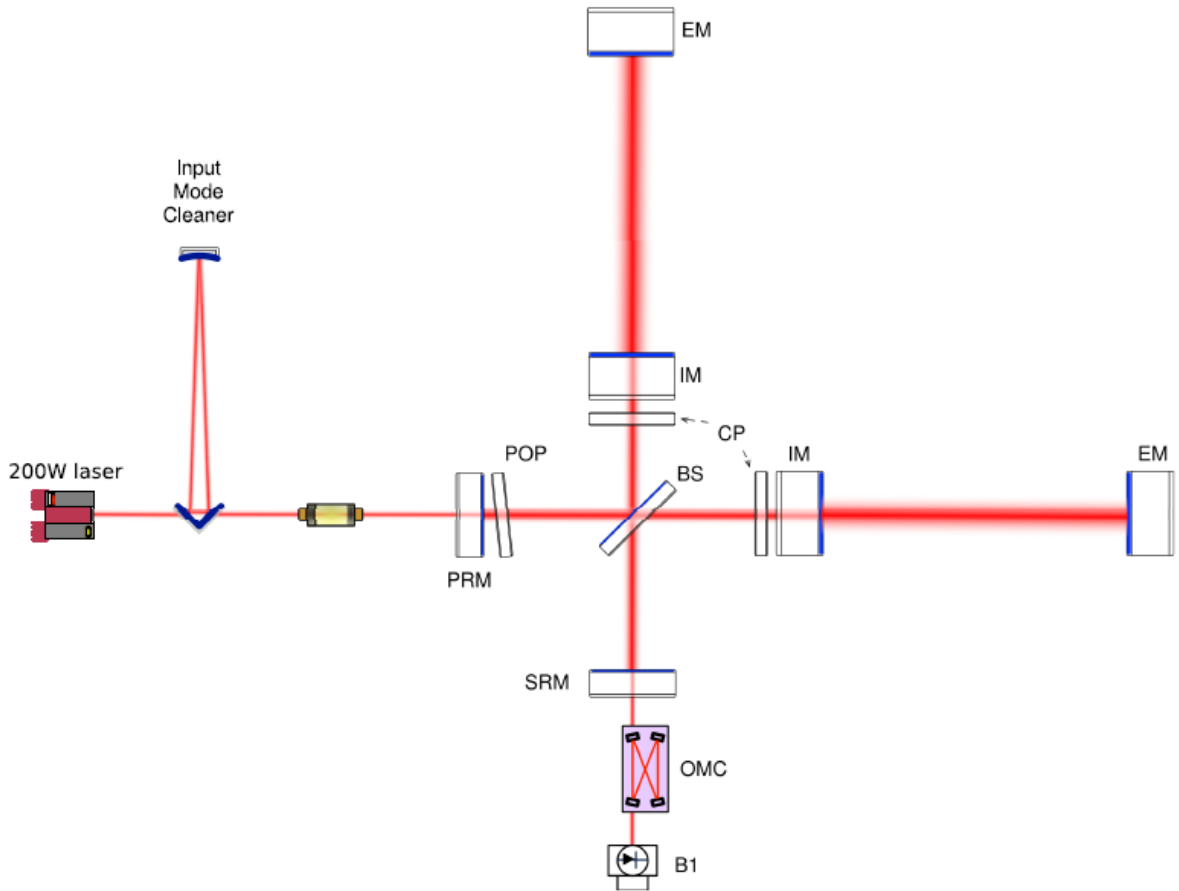 EM
Input
Mode
Cleaner
IM
CP
200W laser
POP
BS
IM
EM
PRM
SRM
OMC
B1